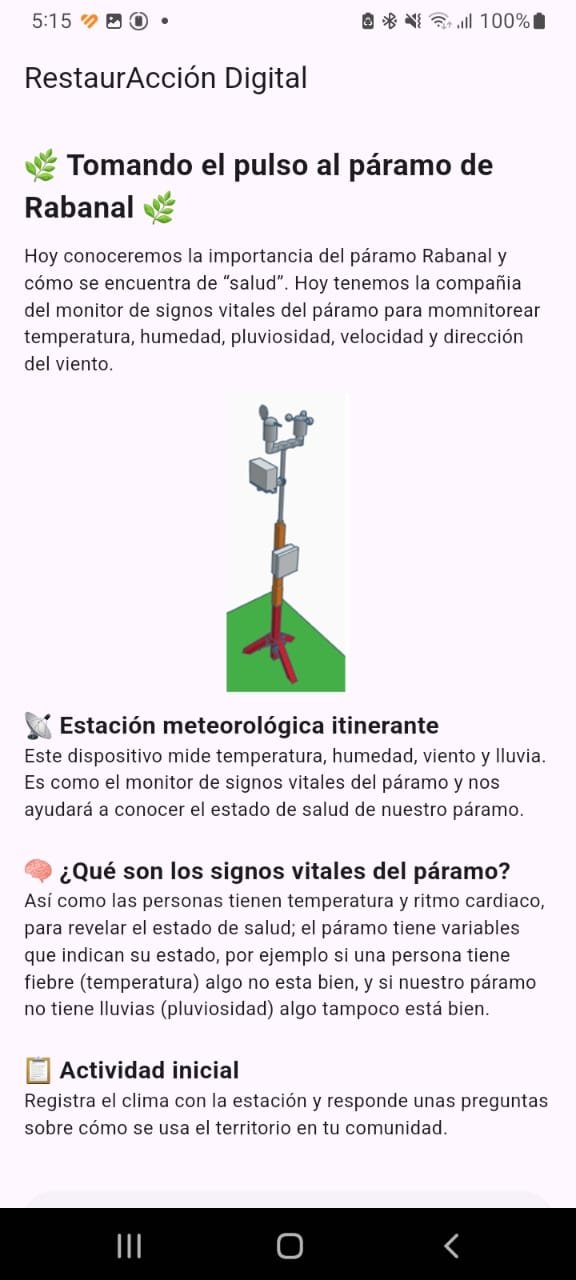 5:15
100%
RestaurAcción Digital
🌿 Tomando el pulso al páramo de
Rabanal 🌿
Hoy conoceremos la importancia del páramo Rabanal y
cómo se encuentra de “salud”. Hoy tenemos la compañia
del monitor de signos vitales del páramo para momnitorear
temperatura, humedad, pluviosidad, velocidad y dirección
del viento.
📡 Estación meteorológica itinerante
Este dispositivo mide temperatura, humedad, viento y lluvia.
Es como el monitor de signos vitales del páramo y nos
ayudará a conocer el estado de salud de nuestro páramo.
🧠 ¿Qué son los signos vitales del páramo?
Así como las personas tienen temperatura y ritmo cardiaco,
para revelar el estado de salud; el páramo tiene variables
que indican su estado, por ejemplo si una persona tiene
fiebre (temperatura) algo no esta bien, y si nuestro páramo
no tiene lluvias (pluviosidad) algo tampoco está bien.
📋 Actividad inicial
Registra el clima con la estación y responde unas preguntas
sobre cómo se usa el territorio en tu comunidad.